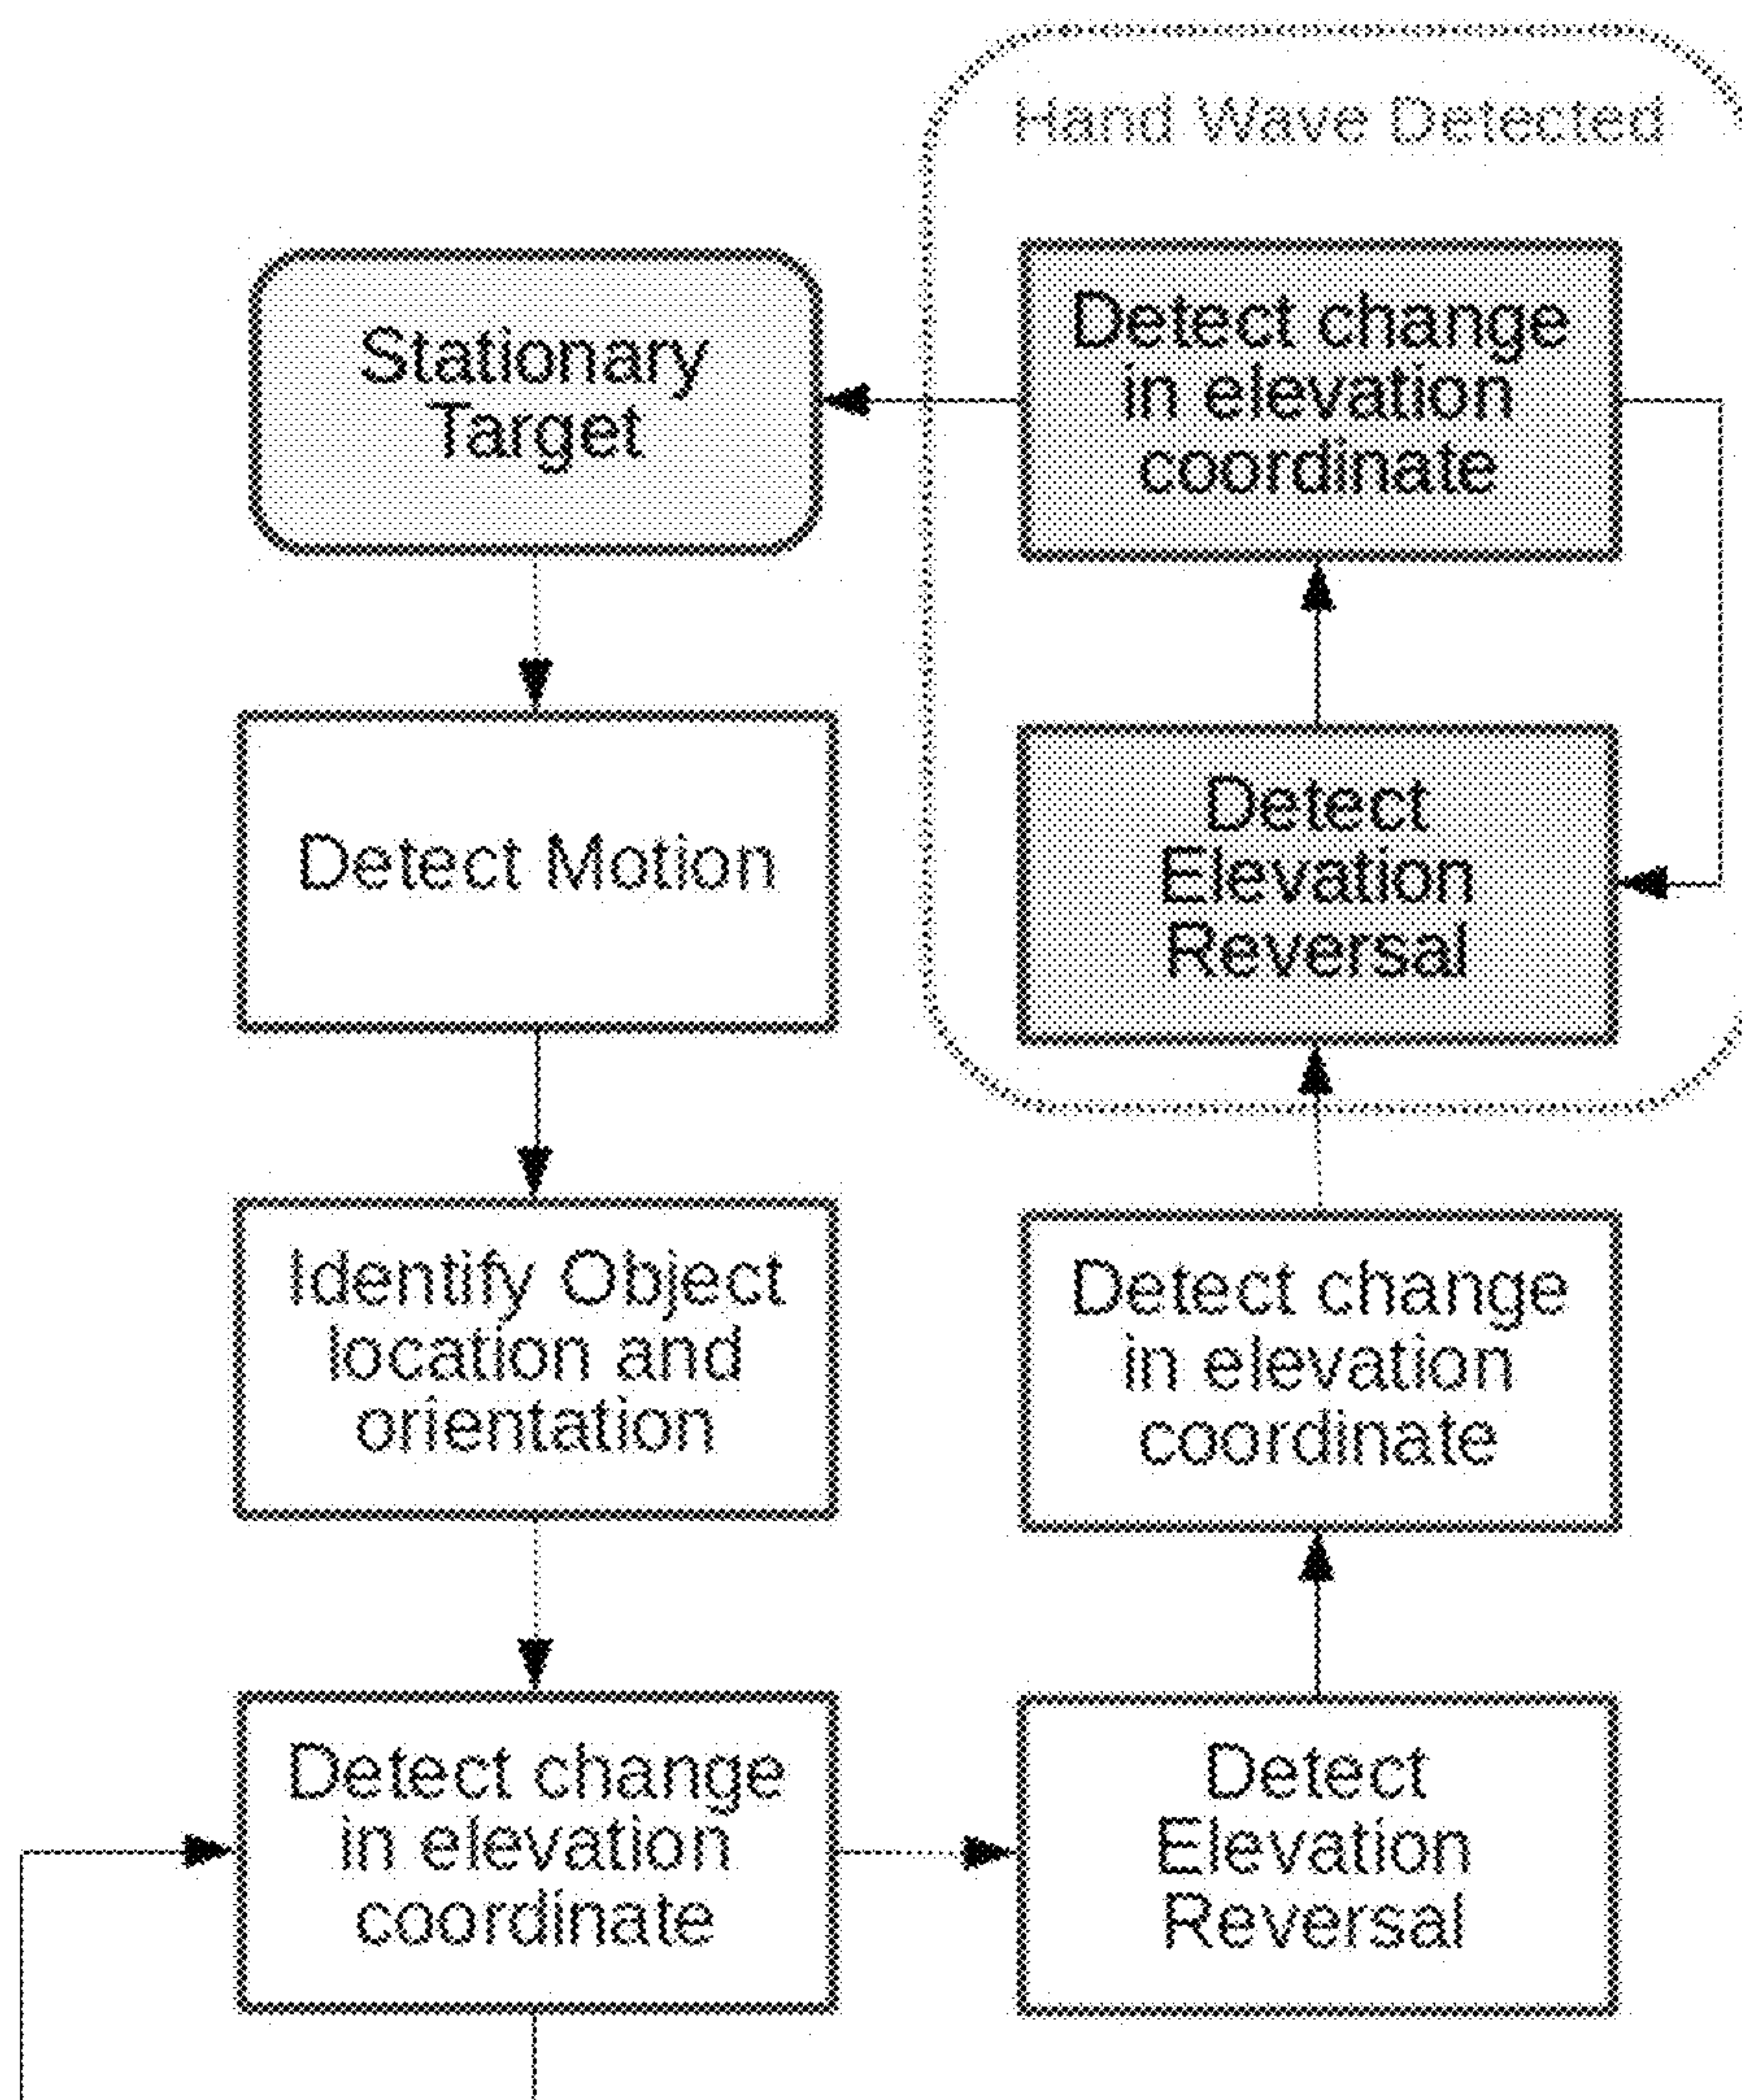 Hand Wave Detected
Stationary
Target
Detect change
in elevation
coordinate
Detect Motion
Detect
Elevation
Reversal
Identify Object
location and
orientation
Detect change
in elevation
coordinate
Detect change
in elevation
coordinate
Detect
Elevation
Reversal